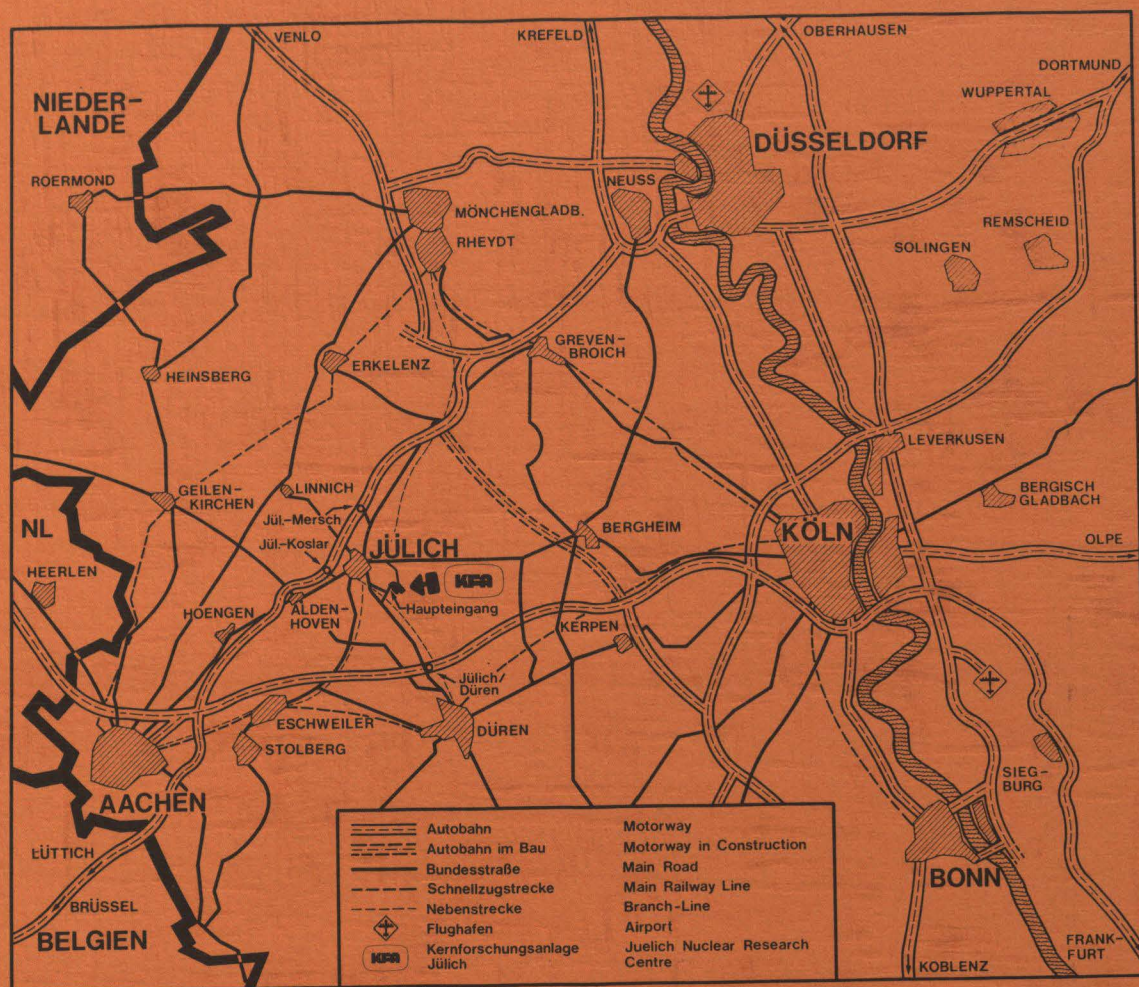 VENLO
KREFELD
OBERHAUSEN
DORTMUND
WUPPERTAL
NIEDER-
LANDE
DÜSSELDORF
ROERMOND
NEUSS
MÖNCHENGLADB.
RHEYDT
REMSCHEID
SOLINGEN
GREVEN-
BROICH
ERKELENZ
HEINSBERG
LEVERKUSEN
GEILEN-
KIRCHEN
LINNICH
BERGISCH
GLADBACH
Jül.-Mersch
NL
BERGHEIM
KÖLN
Jül.-Koslar
JÜLICH
OLPE
HEERLEN
KFA
Haupteingang
HOENGEN
ALDEN-
HOVEN
KERPEN
Jülich/
Düren
ESCHWEILER
DÜREN
STOLBERG
SIEG-
BURG
AACHEN
LÜTTICH
BONN
BRÜSSEL
BELGIEN
FRANK-
FURT
KOBLENZ
Autobahn Motorway
Autobahn im Bau Motorway in Construction
Bundesstraße Main Road
Schnellzugstrecke Main Railway Line
Nebenstrecke Branch-Line
Flughafen Airport
KFA Kernforschungsanlage Juelich Nuclear Research
Jülich Centre